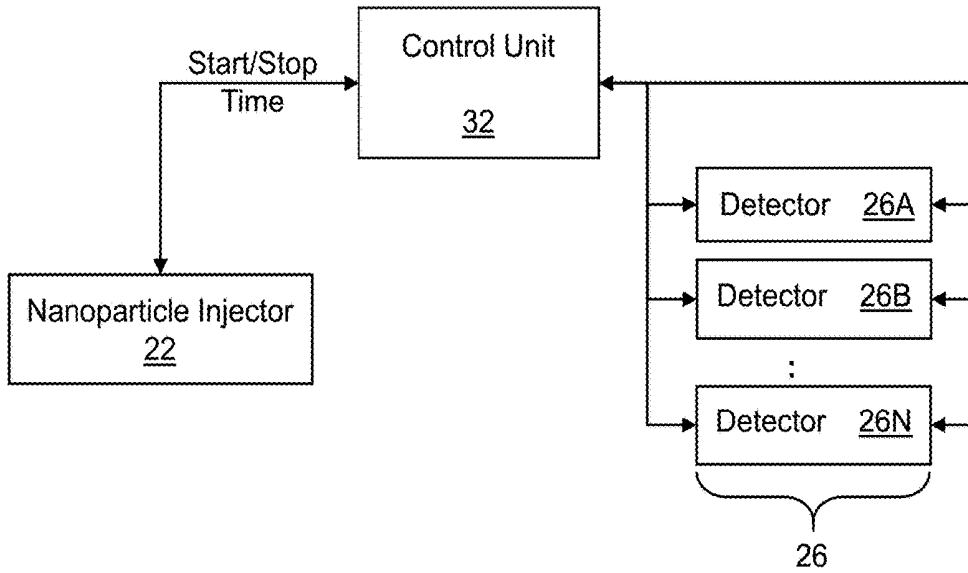 Control Unit
32
Start/Stop
Time
Nanoparticle Injector
22
Detector 26A
Detector 26B
:
Detector 26N
26